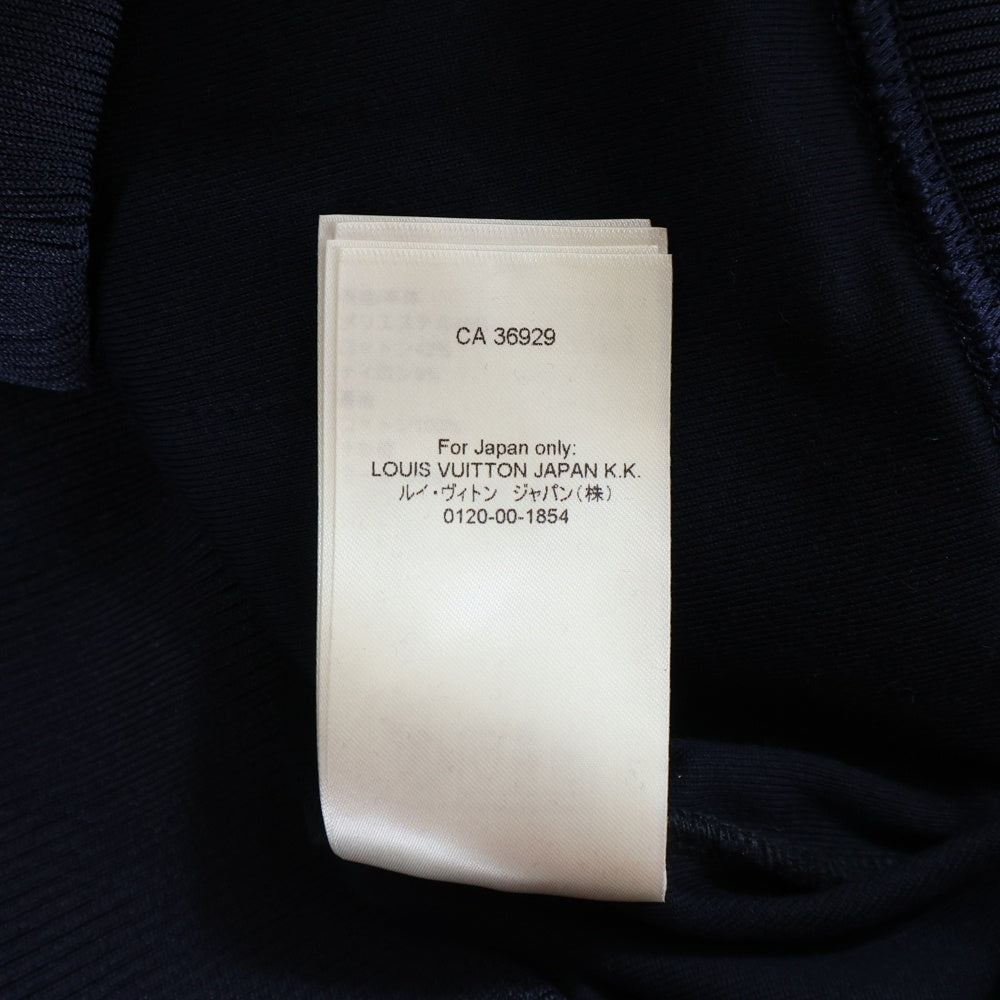 CA 36929
For Japan only:
LOUIS VUITTON JAPAN K.K.
ルイ・ヴィトン ジャパン(株)
0120-00-1854